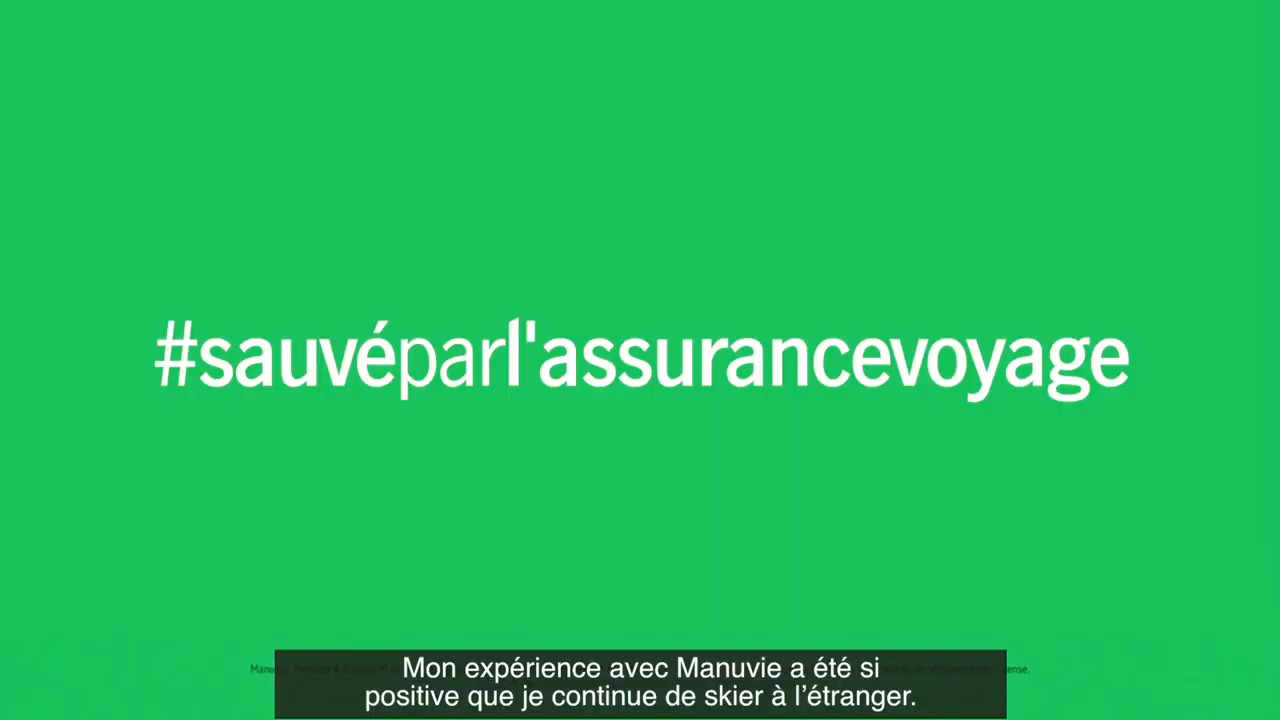 #sauvéparl'assurancevoyage
Mon expérience avec Manuvie a été si
positive que je continue de skier à l’étranger.